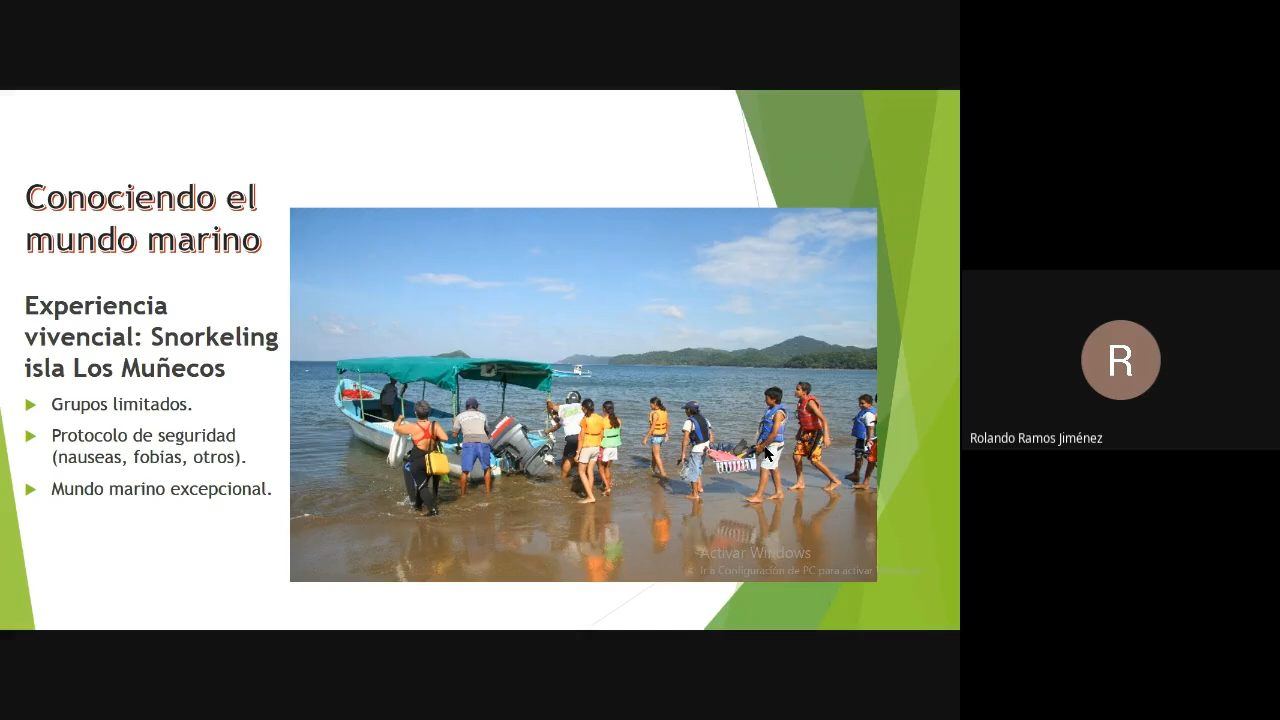 Conociendo el
mundo marino
Experiencia
vivencial: Snorkeling
isla Los Muñecos
Grupos limitados.
Protocolo de seguridad
(nauseas, fobias, otros).
Mundo marino excepcional.
Activar Windows
Ir a Configuración de PC para activar Windows.
R
Rolando Ramos Jiménez